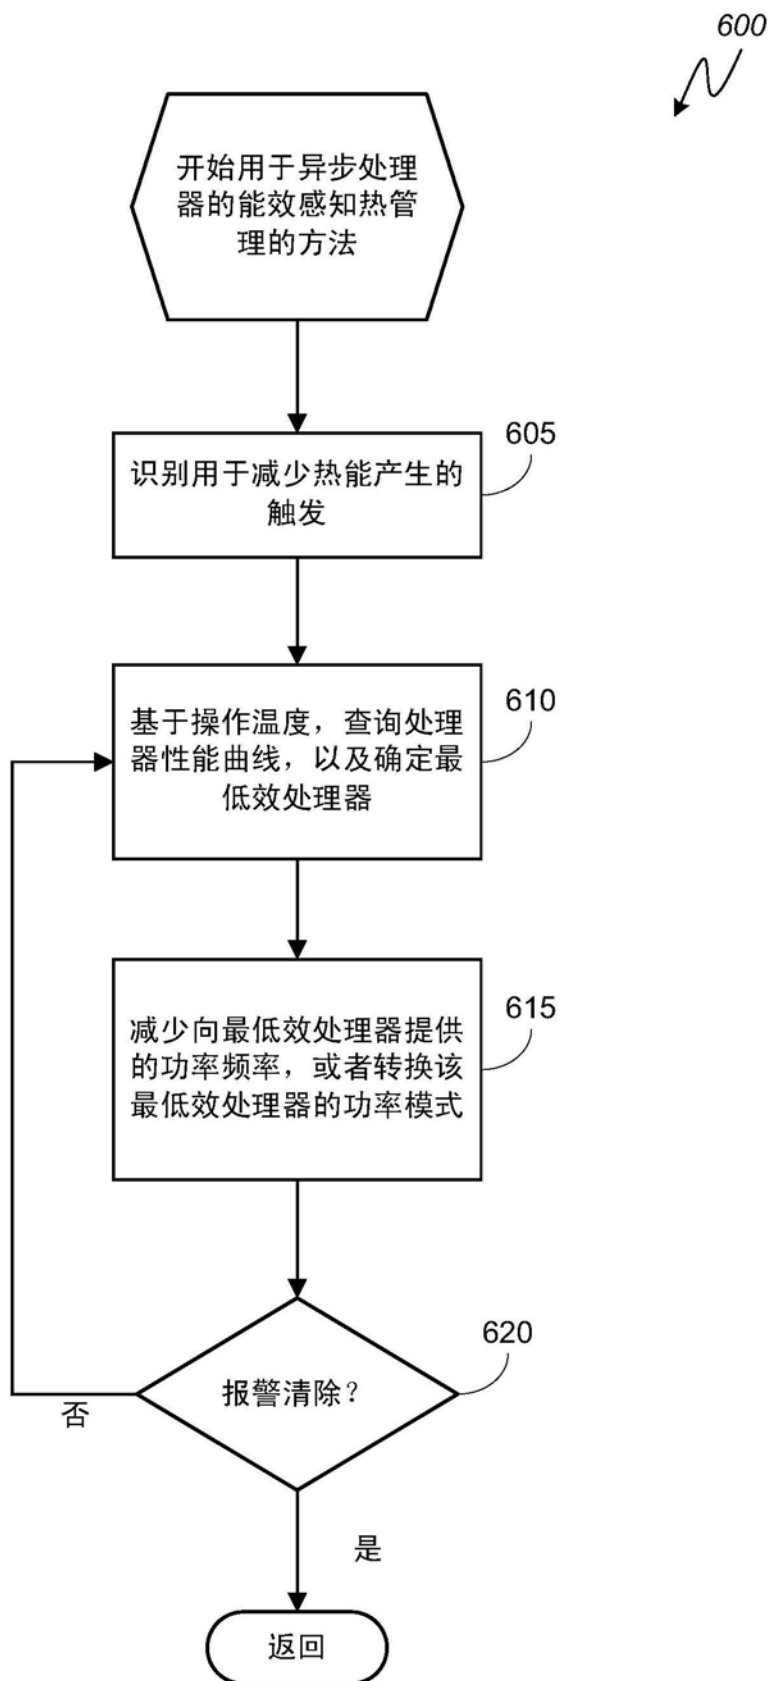 600
开始用于异步处理
器的能效感知热管
理的方法
605
识别用于减少热能产生的
触发
610
基于操作温度，查询处理
器性能曲线，以及确定最
低效处理器
615
减少向最低效处理器提供
的功率频率，或者转换该
最低效处理器的功率模式
620
报警清除？
否
是
返回